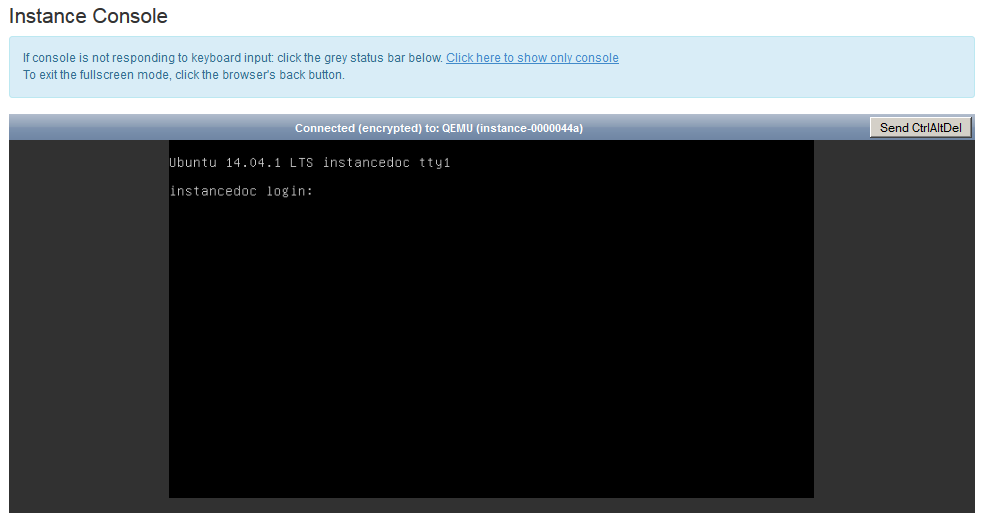 Instance Console
If console is not responding to keyboard input: click the grey status bar below. Click here to show only console
To exit the fullscreen mode, click the browser's back button.
Connected (encrypted) to: QEMU (instance-0000044a)
Send CtrlAltDel
Ubuntu 14.04.1 LTS instancedoc tty1
instancedoc login: